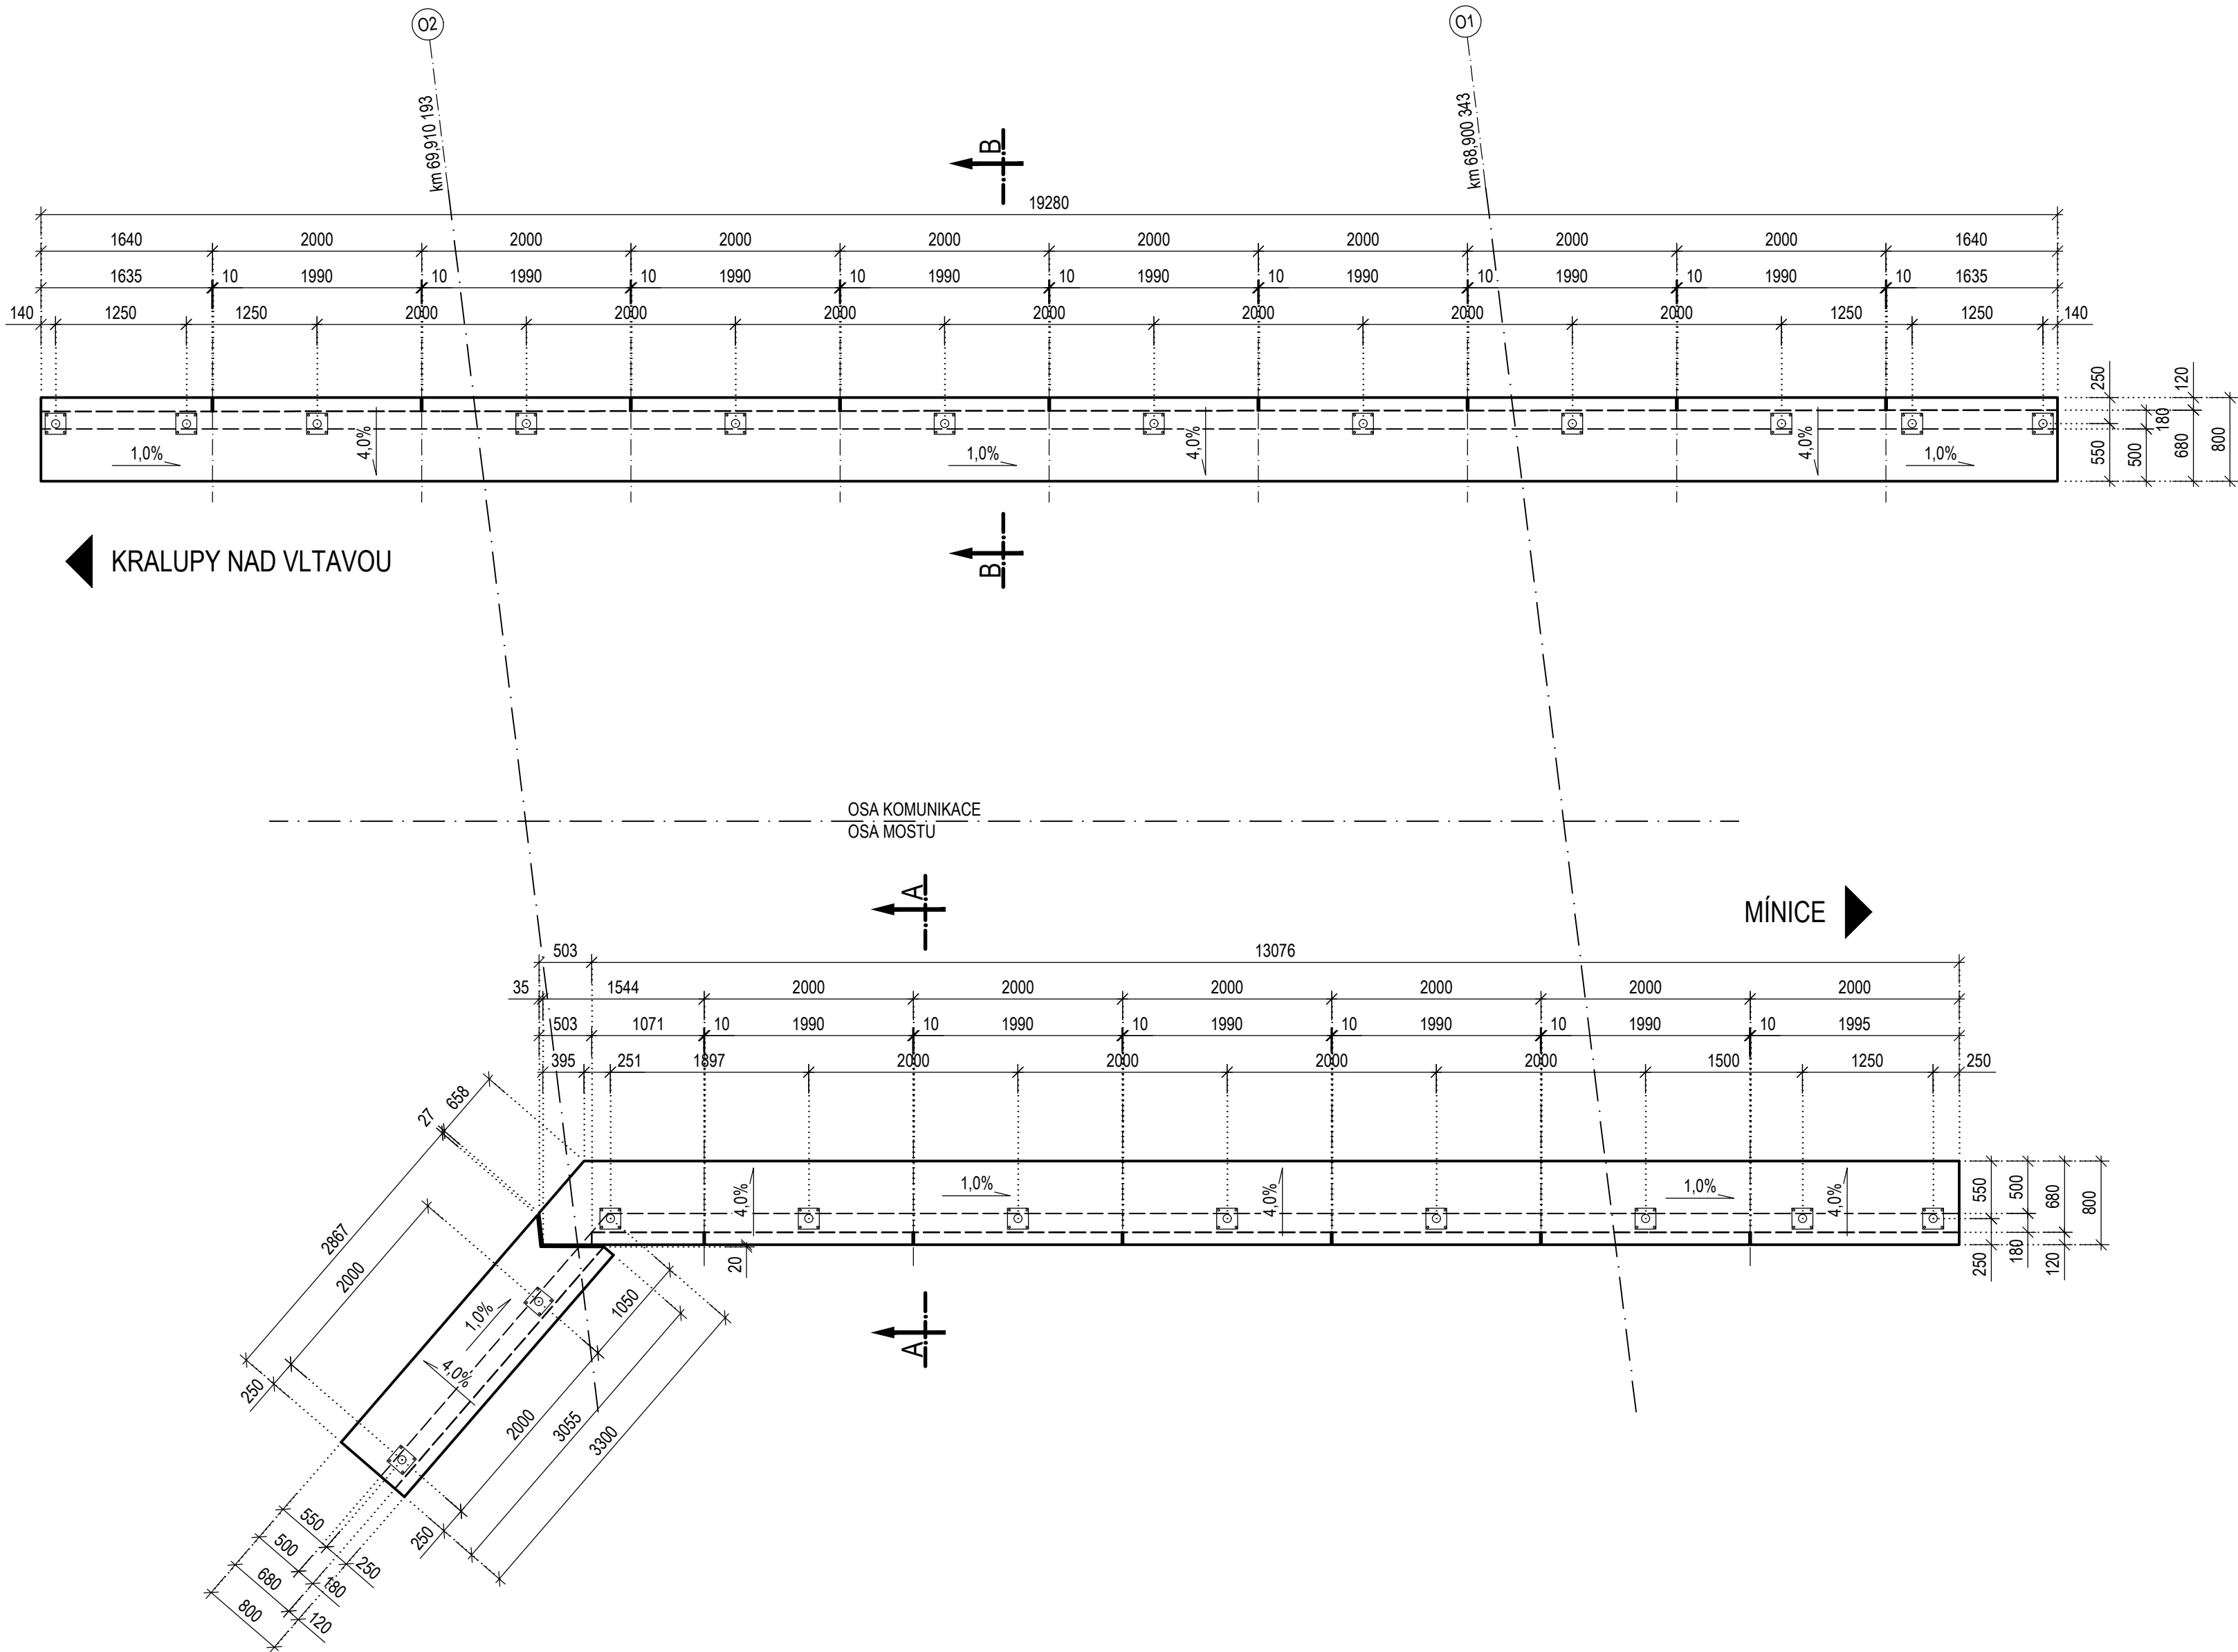 O2
O1
km 69,910 193
km 68,900 343
B
19280
1640 2000 2000 2000 2000 2000 2000 2000 2000 1640
1635 10 1990 10 1990 10 1990 10 1990 10 1990 10 1990 10 1990 10 1990 10 1635
140 1250 1250 2000 2000 2000 2000 2000 2000 2000 1250 1250 140
250 120
180
550 500 680 800
4,0% 4,0% 4,0%
1,0% 1,0% 1,0%
B
KRALUPY NAD VLTAVOU
OSA KOMUNIKACE
OSA MOSTU
A
MÍNICE
503 13076
35 1544 2000 2000 2000 2000 2000 2000
503 1071 10 1990 10 1990 10 1990 10 1990 10 1990 10 1995
395 251 1897 2000 2000 2000 2000 1500 1250 250
27 658
4,0% 1,0% 4,0% 1,0% 4,0%
550 500 680 800
250 180 120
20
2867
2000
1,0%
4,0%
1050
250
2000
3055
3300
A
250
550
500
680
800
250
180
120